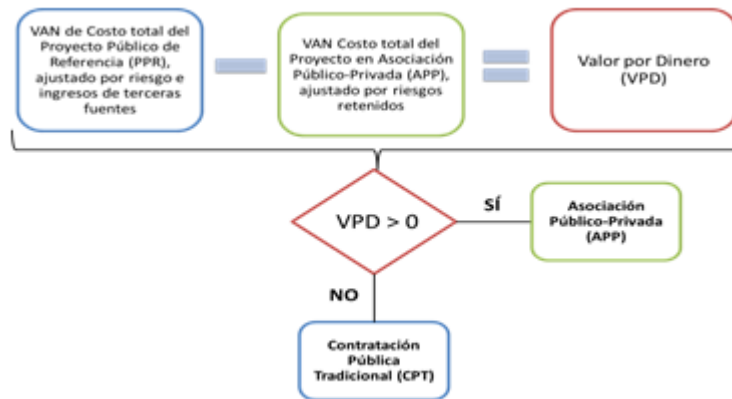 VAN de Costo total del
Proyecto Público de
Referencia (PPR),
ajustado por riesgo e
ingresos de terceras
fuentes
VAN Costo total del
Proyecto en Asociación
Público-Privada (APP),
ajustado por riesgos
retenidos
Valor por Dinero
(VPD)
VPD > 0
SÍ
Asociación
Público-Privada
(APP)
NO
Contratación
Pública
Tradicional (CPT)